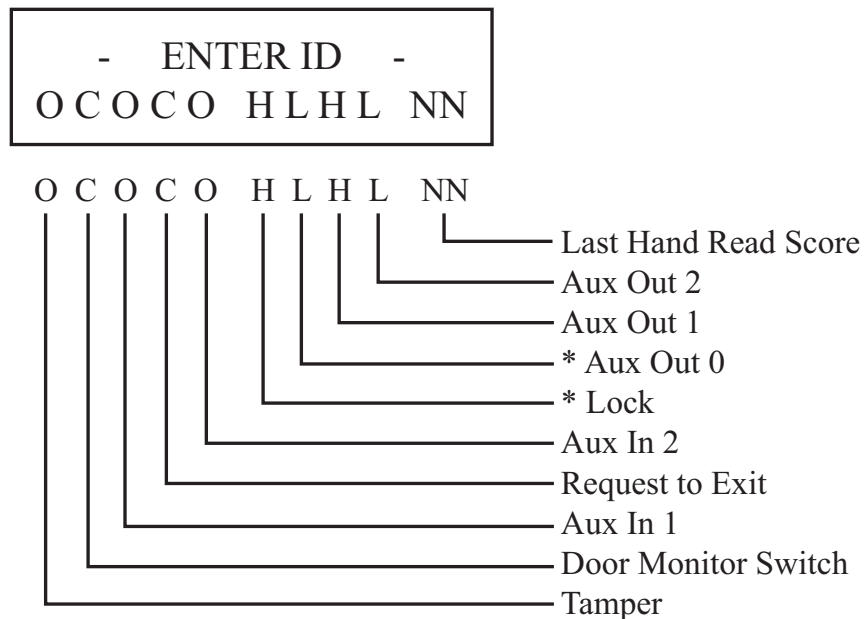 - ENTER ID -
O C O C O H L H L NN
O C O C O H L H L NN
Last Hand Read Score
Aux Out 2
Aux Out 1
* Aux Out 0
* Lock
Aux In 2
Request to Exit
Aux In 1
Door Monitor Switch
Tamper